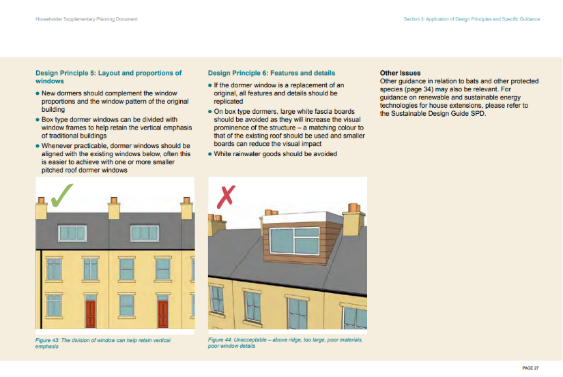 Householder Supplementary Planning Document
Section 3: Application of Design Principles and Specific Guidance
Design Principle 5: Layout and proportions of
windows
• New dormers should complement the window
proportions and the window pattern of the original
building
• Box type dormer windows can be divided with
window frames to help retain the vertical emphasis
of traditional buildings
• Whenever practicable, dormer windows should be
aligned with the existing windows below, often this
is easier to achieve with one or more smaller
pitched roof dormer windows
Figure 43: The division of window can help retain vertical
emphasis
Design Principle 6: Features and details
• If the dormer window is a replacement of an
original, all features and details should be
replicated
• On box type dormers, large white fascia boards
should be avoided as they will increase the visual
prominence of the structure – a matching colour to
that of the existing roof should be used and smaller
boards can reduce the visual impact
• White rainwater goods should be avoided
Figure 44: Unacceptable – above ridge, too large, poor materials,
poor window details
Other Issues
Other guidance in relation to bats and other protected
species (page 34) may also be relevant. For
guidance on renewable and sustainable energy
technologies for house extensions, please refer to
the Sustainable Design Guide SPD.
PAGE 27